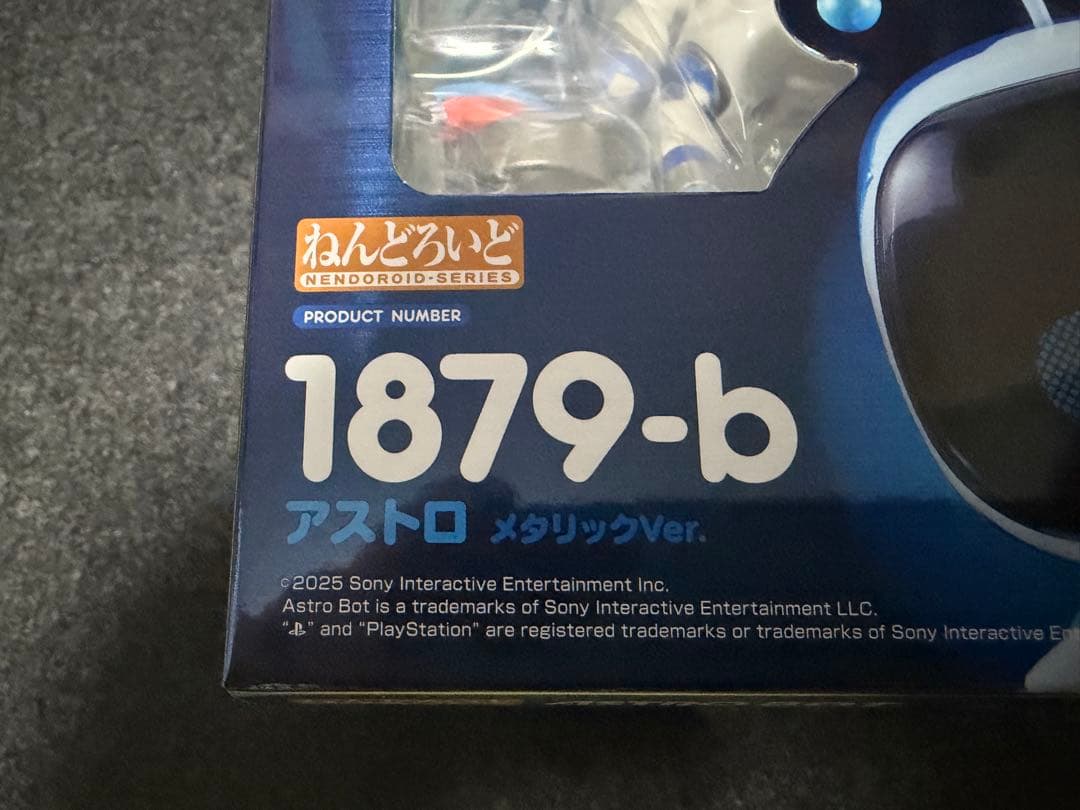 ねんどろいど
NENDOROID-SERIES
PRODUCT NUMBER
1879-b
アストロ メタリックVer.
©2025 Sony Interactive Entertainment Inc.
Astro Bot is a trademarks of Sony Interactive Entertainment LLC.
“ ” and “PlayStation” are registered trademarks or trademarks of Sony Interactive